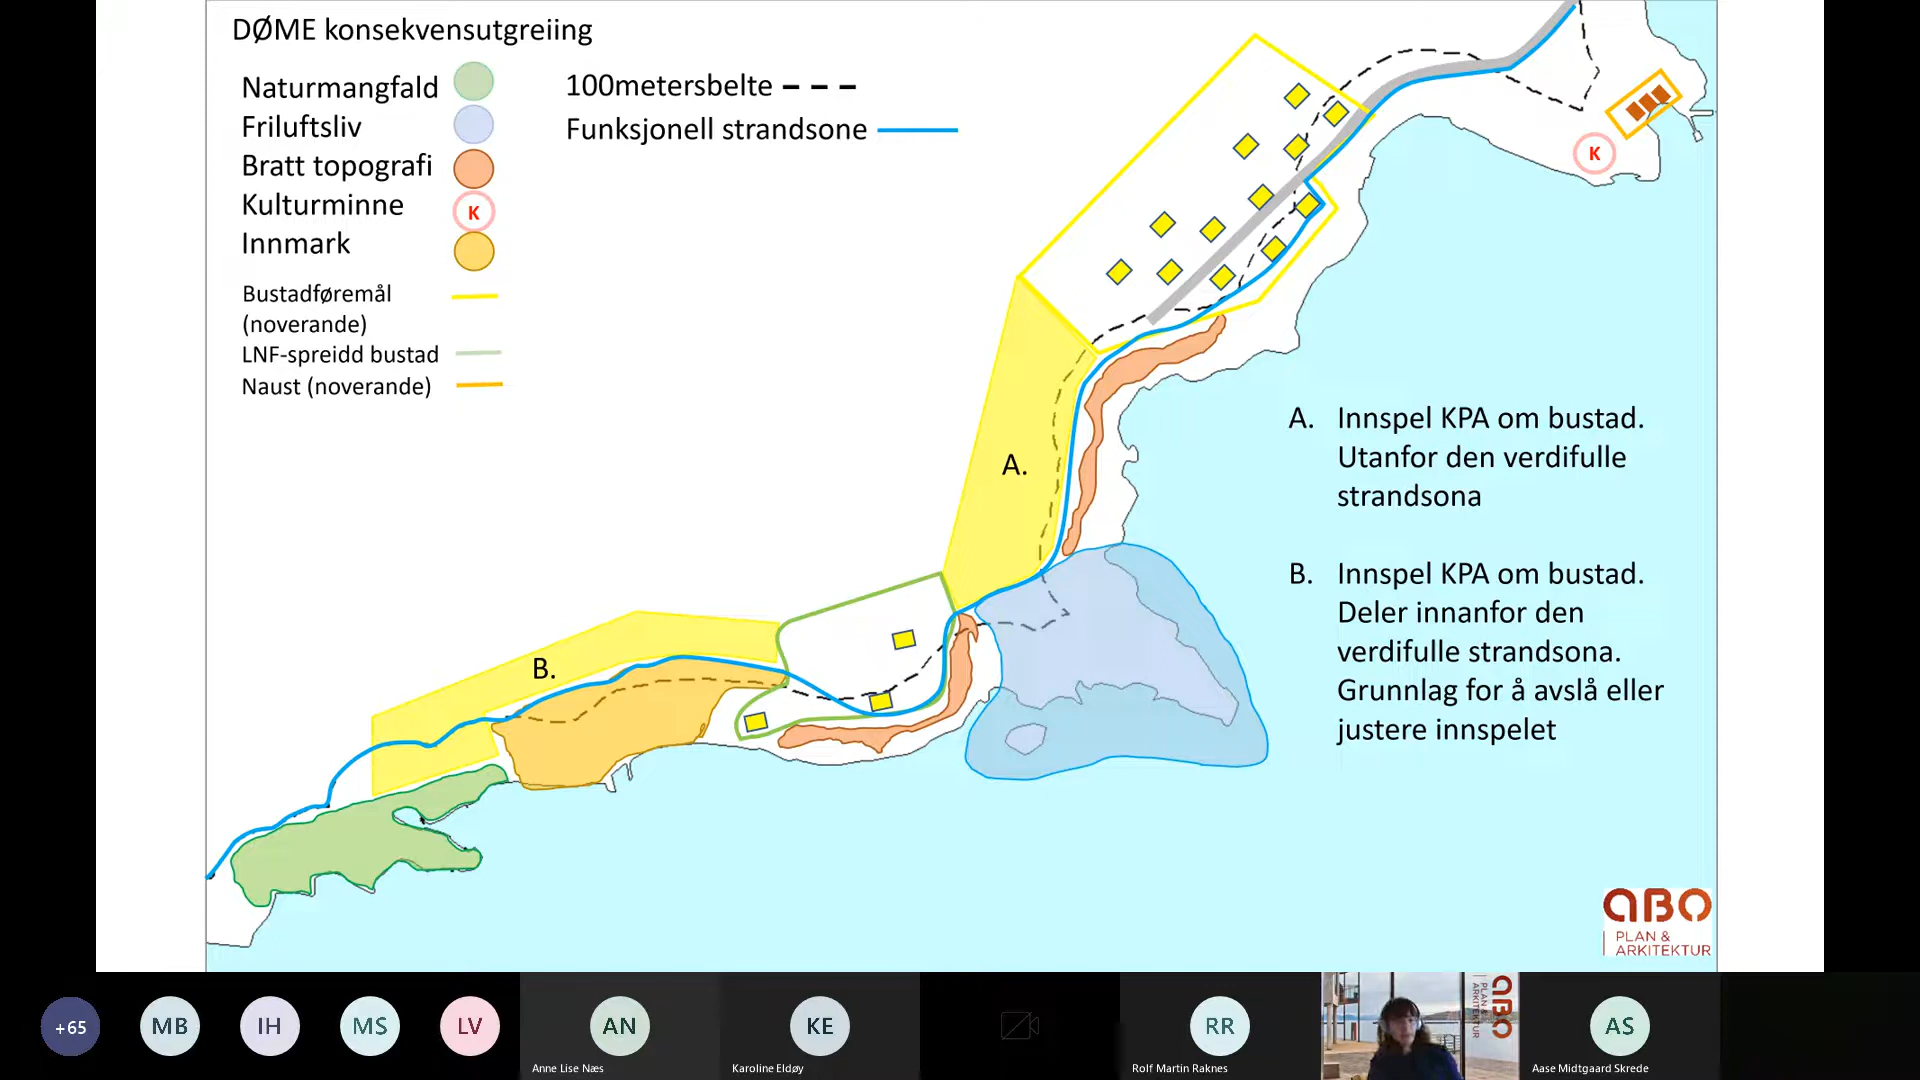 DØME konsekvensutgreiing
Naturmangfald
Friluftsliv
Bratt topografi
Kulturminne
K
Innmark
Bustadføremål
(noverande)
LNF-spreidd bustad
Naust (noverande)
100metersbelte
Funksjonell strandsone
K
A.
B.
A. Innspel KPA om bustad.
Utanfor den verdifulle
strandsona
B. Innspel KPA om bustad.
Deler innanfor den
verdifulle strandsona.
Grunnlag for å avslå eller
justere innspelet
ABO
PLAN &
ARKITEKTUR
+65
MB
IH
MS
LV
AN
Anne Lise Næs
KE
Karoline Eldøy
RR
Rolf Martin Raknes
ABO
PLAN &
ARKITEKTUR
AS
Aase Midtgaard Skrede